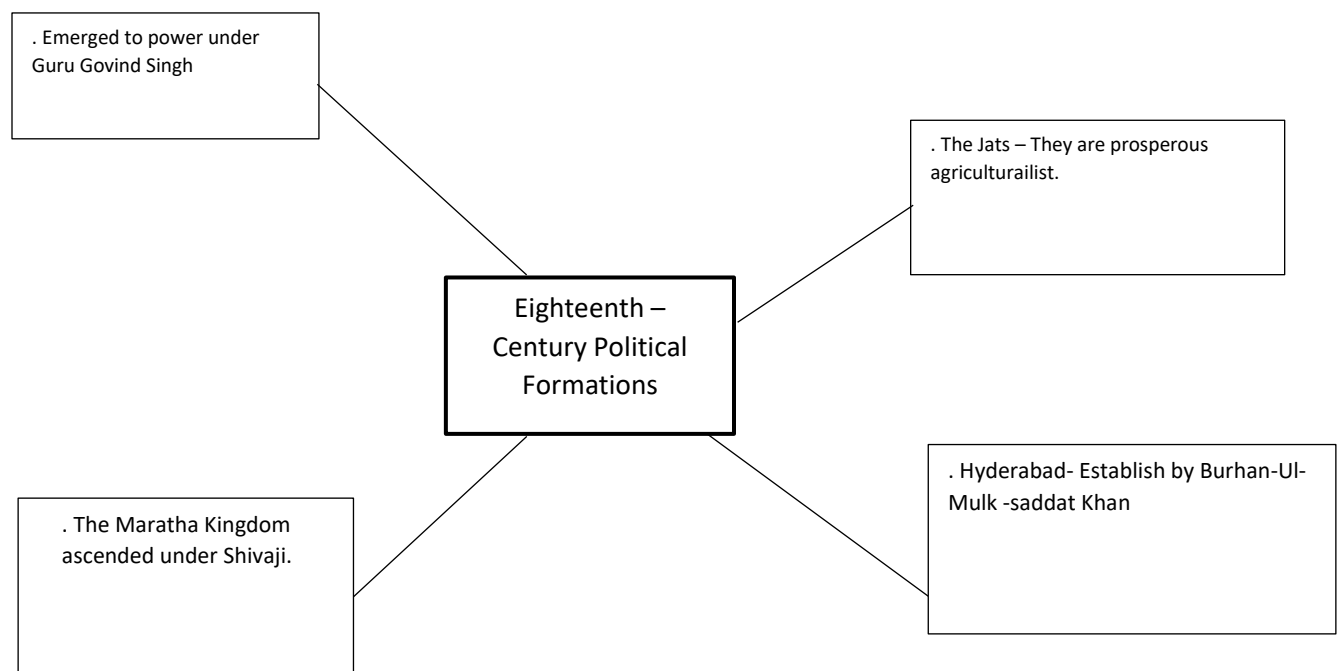 . Emerged to power under
Guru Govind Singh
. The Jats – They are prosperous
agriculturailist.
Eighteenth –
Century Political
Formations
. The Maratha Kingdom
ascended under Shivaji.
. Hyderabad- Establish by Burhan-Ul-
Mulk -saddat Khan